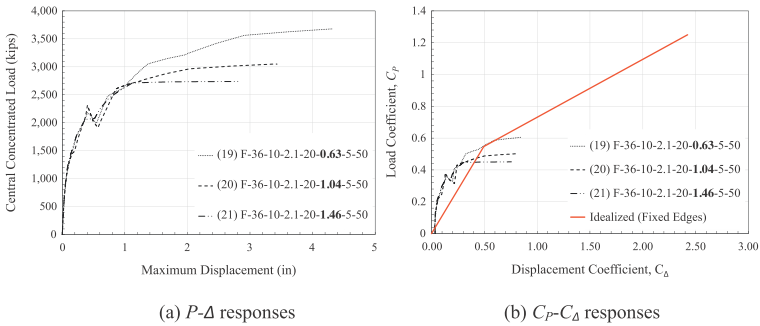 4,000
3,500
3,000
2,500
2,000
1,500
1,000
500
0
Central Concentrated Load (kips)
(19) F-36-10-2.1-20-0.63-5-50
(20) F-36-10-2.1-20-1.04-5-50
(21) F-36-10-2.1-20-1.46-5-50
0 1 2 3 4 5
Maximum Displacement (in)
(a) P-Δ responses
1.4
1.2
1
0.8
0.6
0.4
0.2
0
Load Coefficient, C_P
(19) F-36-10-2.1-20-0.63-5-50
(20) F-36-10-2.1-20-1.04-5-50
(21) F-36-10-2.1-20-1.46-5-50
Idealized (Fixed Edges)
0.00 0.50 1.00 1.50 2.00 2.50 3.00
Displacement Coefficient, C_Δ
(b) C_P-C_Δ responses